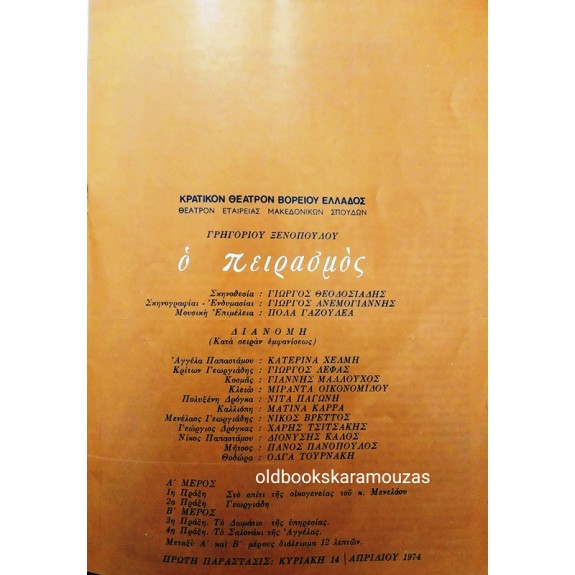 ΚΡΑΤΙΚΟΝ ΘΕΑΤΡΟΝ ΒΟΡΕΙΟΥ ΕΛΛΑΔΟΣ
ΘΕΑΤΡΟΝ ΕΤΑΙΡΕΙΑΣ ΜΑΚΕΔΟΝΙΚΩΝ ΣΠΟΥΔΩΝ
ΓΡΗΓΟΡΙΟΥ ΞΕΝΟΠΟΥΛΟΥ
ὁ πειρασμὸς
Σκηνοθεσία : ΓΙΩΡΓΟΣ ΘΕΟΔΟΣΙΑΔΗΣ
Σκηνογραφίαι - Ἐνδυμασίαι : ΓΙΩΡΓΟΣ ΑΝΕΜΟΓΙΑΝΝΗΣ
Μουσικὴ Ἐπιμέλεια : ΠΟΛΑ ΓΑΖΟΥΛΕΑ
ΔΙΑΝΟΜΗ
(Κατὰ σειρὰν ἐμφανίσεως)
Ἀγγέλα Παπαστάμου : ΚΑΤΕΡΙΝΑ ΧΕΛΜΗ
Κρίτων Γεωργιάδης : ΓΙΩΡΓΟΣ ΛΕΦΑΣ
Κοσμᾶς : ΓΙΑΝΝΗΣ ΜΑΛΛΟΥΧΟΣ
Κλειὼ : ΜΙΡΑΝΤΑ ΟΙΚΟΝΟΜΙΔΟΥ
Πολυξένη Δρόγκα : ΝΙΤΑ ΠΑΓΩΝΗ
Καλλιόπη : ΜΑΤΙΝΑ ΚΑΡΡΑ
Μενέλαος Γεωργιάδης : ΝΙΚΟΣ ΒΡΕΤΤΟΣ
Γεώργιος Δρόγκας : ΧΑΡΗΣ ΤΣΙΤΣΑΚΗΣ
Νίκος Παπαστάμου : ΔΙΟΝΥΣΗΣ ΚΑΛΟΣ
Μῆτσος : ΠΑΝΟΣ ΠΑΝΟΠΟΥΛΟΣ
Θοδώρα : ΟΛΓΑ ΤΟΥΡΝΑΚΗ
oldbookskaramouzas
Α΄ ΜΕΡΟΣ
1η Πράξη Στὸ σπίτι τῆς οἰκογενείας τοῦ κ. Μενελάου
2α Πράξη Γεωργιάδη
Β΄ ΜΕΡΟΣ
3η Πράξη. Τὸ Δωμάτιο τῆς ὑπηρεσίας.
4η Πράξη. Τὸ Σαλονάκι τῆς Ἀγγέλας.
Μεταξὺ Α΄ καὶ Β΄ μέρους διάλειμμα 12 λεπτῶν.
ΠΡΩΤΗ ΠΑΡΑΣΤΑΣΙΣ: ΚΥΡΙΑΚΗ 14 ΑΠΡΙΛΙΟΥ 1974